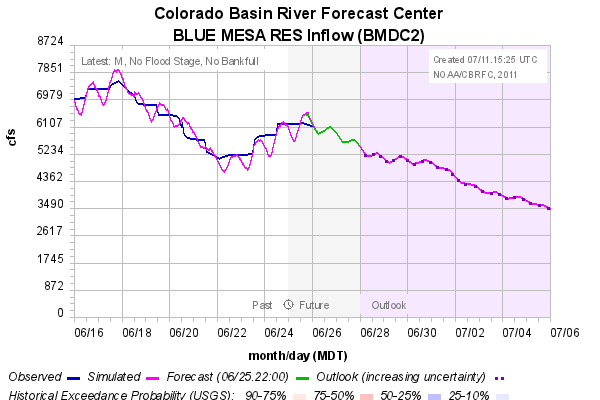 Colorado Basin River Forecast Center
BLUE MESA RES Inflow (BMDC2)
8724
7851
6979
6107
5234
4362
3490
2617
1745
872
0
cfs
Latest: M, No Flood Stage, No Bankfull
Created 07/11.15:25 UTC
NOAA/CBRFC, 2011
Past Future Outlook
06/16 06/18 06/20 06/22 06/24 06/26 06/28 06/30 07/02 07/04 07/06
month/day (MDT)
Observed Simulated Forecast (06/25.22:00) Outlook (increasing uncertainty)
Historical Exceedance Probability (USGS): 90-75% 75-50% 50-25% 25-10%